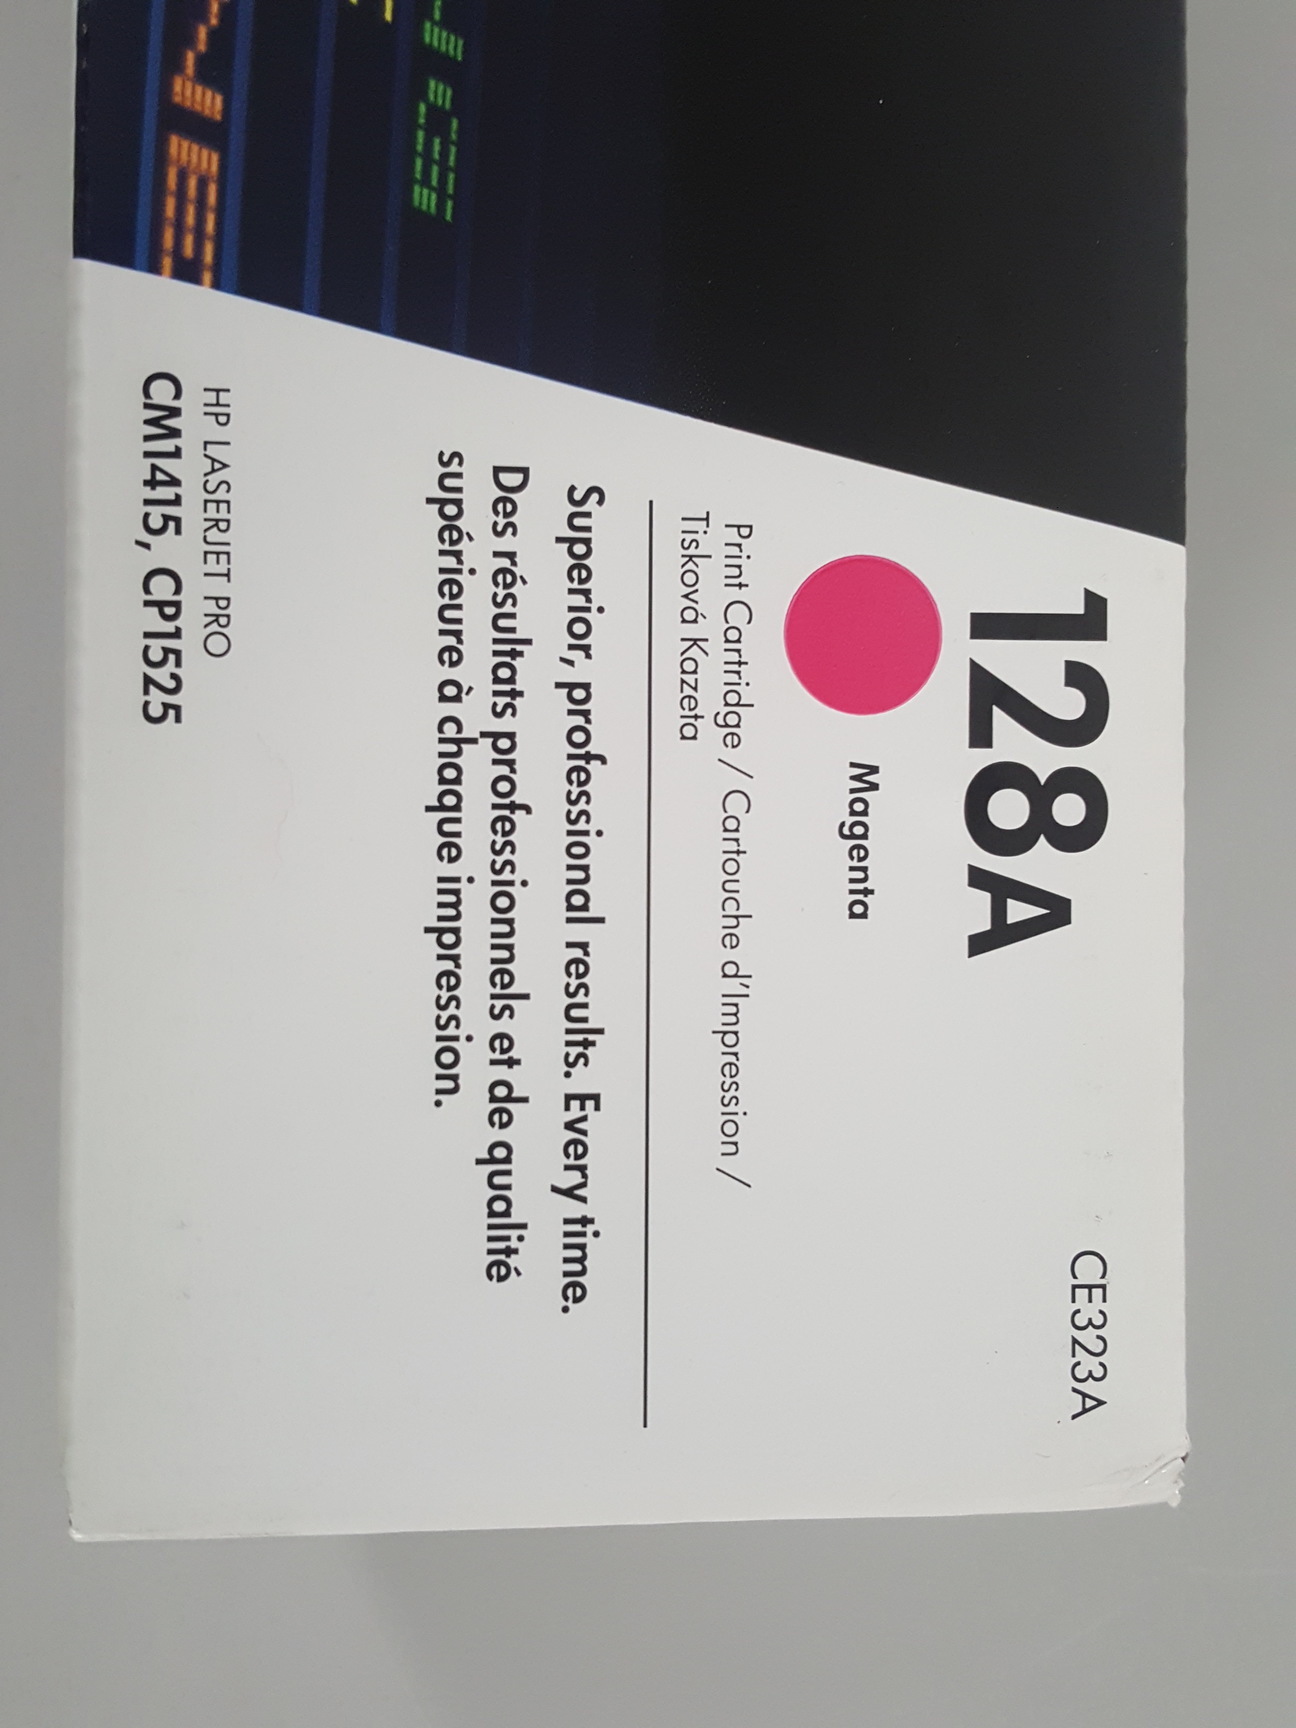 128A
CE323A
Magenta
Print Cartridge / Cartouche d'Impression /
Tisková Kazeta
Superior, professional results. Every time.
Des résultats professionnels et de qualité
supérieure à chaque impression.
HP LASERJET PRO
CM1415, CP1525